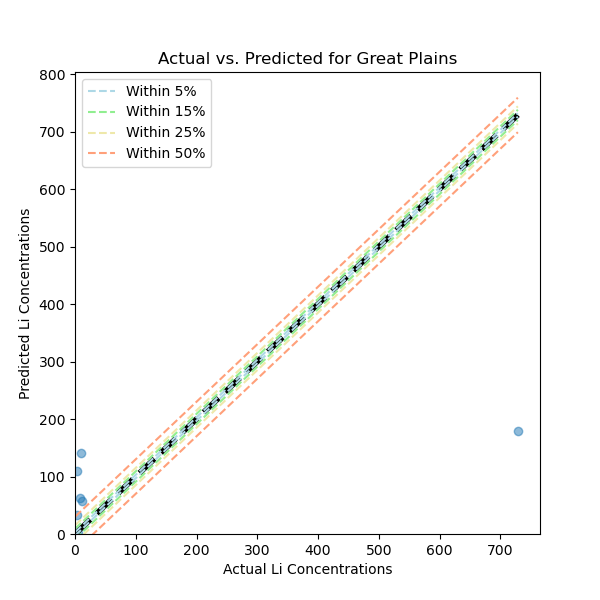 Actual vs. Predicted for Great Plains
Within 5%
Within 15%
Within 25%
Within 50%
800
700
600
500
400
300
200
100
0
Predicted Li Concentrations
0 100 200 300 400 500 600 700
Actual Li Concentrations